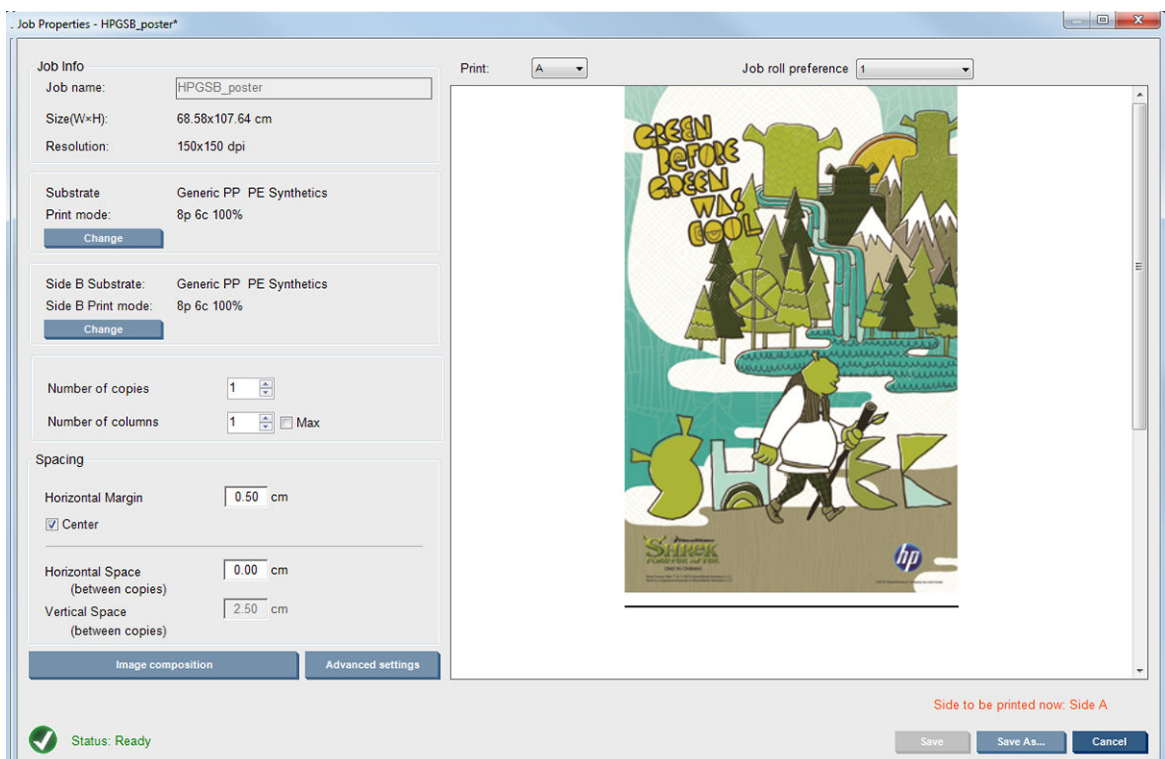 . Job Properties - HPGSB_poster*
Job Info
Job name: HPGSB_poster
Size(W×H): 68.58x107.64 cm
Resolution: 150x150 dpi
Substrate Generic PP PE Synthetics
Print mode: 8p 6c 100%
Change
Side B Substrate: Generic PP PE Synthetics
Side B Print mode: 8p 6c 100%
Change
Number of copies 1
Number of columns 1 Max
Spacing
Horizontal Margin 0.50 cm
Center
Horizontal Space 0.00 cm
(between copies)
Vertical Space 2.50 cm
(between copies)
Image composition Advanced settings
Print: A Job roll preference 1
GREEN
BEFORE
GREEN
WAS
COOL
SHREK
DreamWorks
SHREK
FOREVER AFTER
ONLY IN CINEMAS
hp
Side to be printed now: Side A
Status: Ready
Save Save As... Cancel